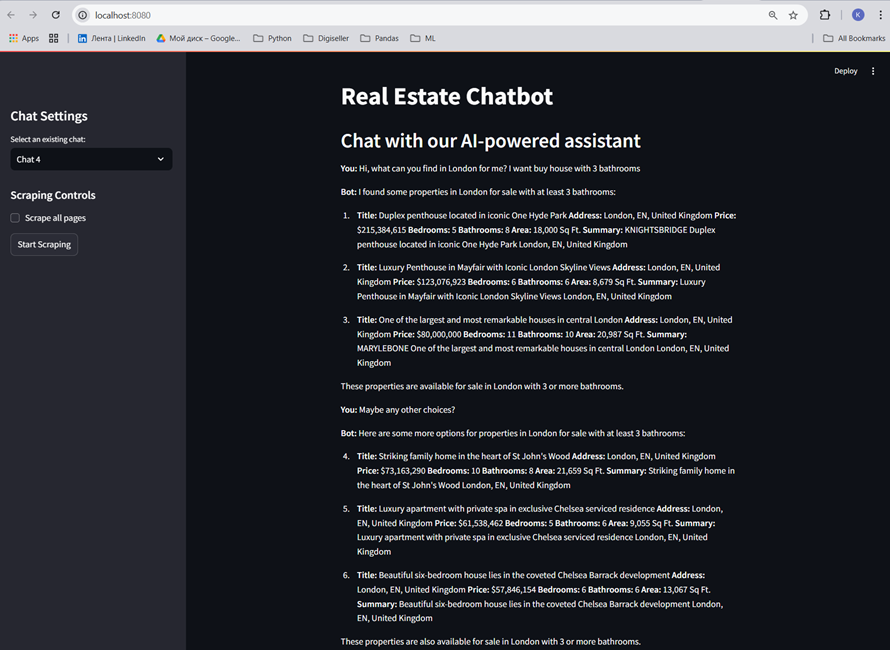 localhost:8080
K
Apps
in Лента | LinkedIn
Мой диск – Google...
Python
Digiseller
Pandas
ML
All Bookmarks
Deploy
Chat Settings
Select an existing chat:
Chat 4
Scraping Controls
Scrape all pages
Start Scraping
Real Estate Chatbot
Chat with our AI-powered assistant
You: Hi, what can you find in London for me? I want buy house with 3 bathrooms
Bot: I found some properties in London for sale with at least 3 bathrooms:
1. Title: Duplex penthouse located in iconic One Hyde Park Address: London, EN, United Kingdom Price:
$215,384,615 Bedrooms: 5 Bathrooms: 8 Area: 18,000 Sq Ft. Summary: KNIGHTSBRIDGE Duplex
penthouse located in iconic One Hyde Park London, EN, United Kingdom
2. Title: Luxury Penthouse in Mayfair with Iconic London Skyline Views Address: London, EN, United
Kingdom Price: $123,076,923 Bedrooms: 6 Bathrooms: 6 Area: 8,679 Sq Ft. Summary: Luxury
Penthouse in Mayfair with Iconic London Skyline Views London, EN, United Kingdom
3. Title: One of the largest and most remarkable houses in central London Address: London, EN, United
Kingdom Price: $80,000,000 Bedrooms: 11 Bathrooms: 10 Area: 20,987 Sq Ft. Summary:
MARYLEBONE One of the largest and most remarkable houses in central London London, EN, United
Kingdom
These properties are available for sale in London with 3 or more bathrooms.
You: Maybe any other choices?
Bot: Here are some more options for properties in London for sale with at least 3 bathrooms:
4. Title: Striking family home in the heart of St John's Wood Address: London, EN, United Kingdom
Price: $73,163,290 Bedrooms: 10 Bathrooms: 8 Area: 21,659 Sq Ft. Summary: Striking family home in
the heart of St John's Wood London, EN, United Kingdom
5. Title: Luxury apartment with private spa in exclusive Chelsea serviced residence Address: London,
EN, United Kingdom Price: $61,538,462 Bedrooms: 5 Bathrooms: 6 Area: 9,055 Sq Ft. Summary:
Luxury apartment with private spa in exclusive Chelsea serviced residence London, EN, United
Kingdom
6. Title: Beautiful six-bedroom house lies in the coveted Chelsea Barrack development Address:
London, EN, United Kingdom Price: $57,846,154 Bedrooms: 6 Bathrooms: 6 Area: 13,067 Sq Ft.
Summary: Beautiful six-bedroom house lies in the coveted Chelsea Barrack development London,
EN, United Kingdom
These properties are also available for sale in London with 3 or more bathrooms.